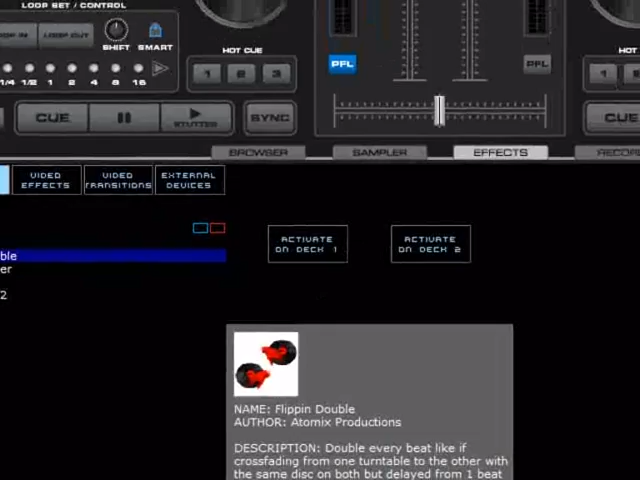 LOOP SET / CONTROL
LOOP OUT
SHIFT SMART
HOT CUE
1/4 1/2 1 2 4 8 16
1 2 3
1
PFL
PFL
CUE
STUTTER
SYNC
CUE
BROWSER
SAMPLER
EFFECTS
RECOR
VIDEO EFFECTS
VIDEO TRANSITIONS
EXTERNAL DEVICES
ACTIVATE
ON DECK 1
ACTIVATE
ON DECK 2
ble
er
2
NAME: Flippin Double
AUTHOR: Atomix Productions
DESCRIPTION: Double every beat like if
crossfading from one turntable to the other with
the same disc on both but delayed from 1 beat